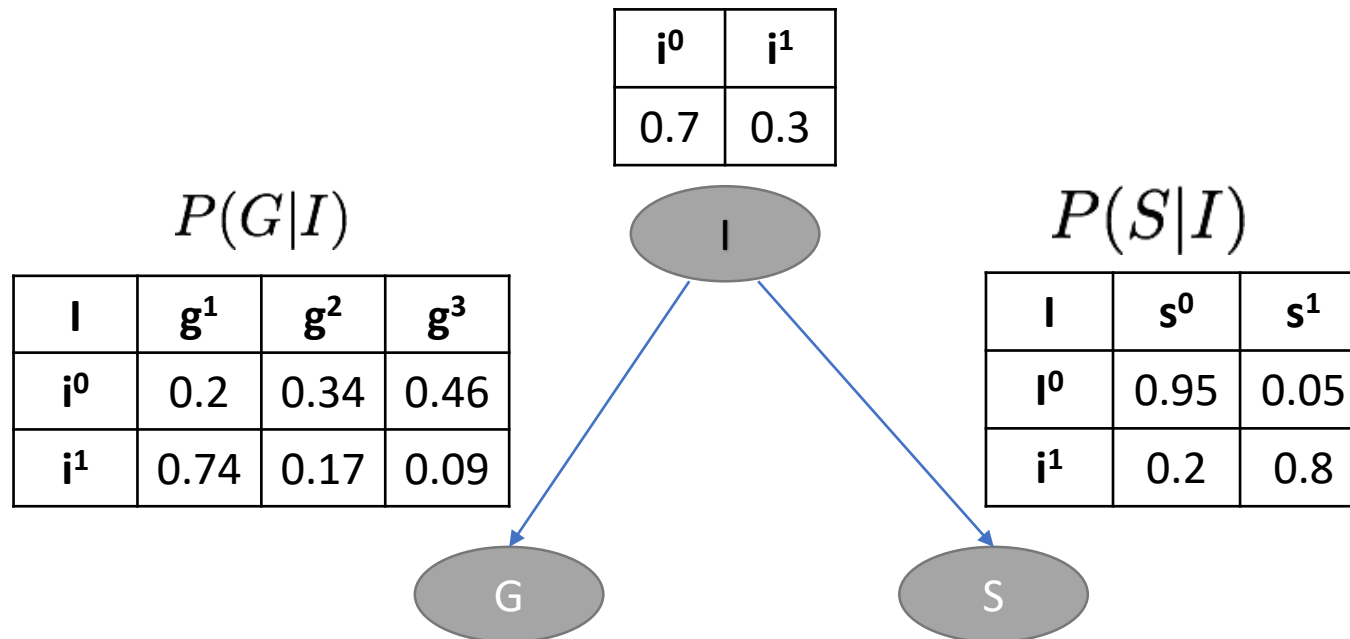 i⁰ i¹
0.7 0.3
I
P(G|I)
I g¹ g² g³
i⁰ 0.2 0.34 0.46
i¹ 0.74 0.17 0.09
P(S|I)
I s⁰ s¹
I⁰ 0.95 0.05
i¹ 0.2 0.8
G
S